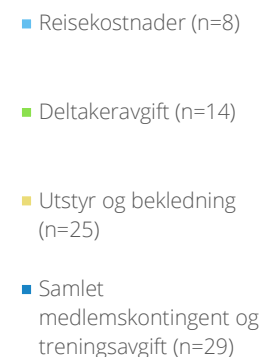 Reisekostnader (n=8)
Deltakeravgift (n=14)
Utstyr og bekledning
(n=25)
Samlet
medlemskontingent og
treningsavgift (n=29)